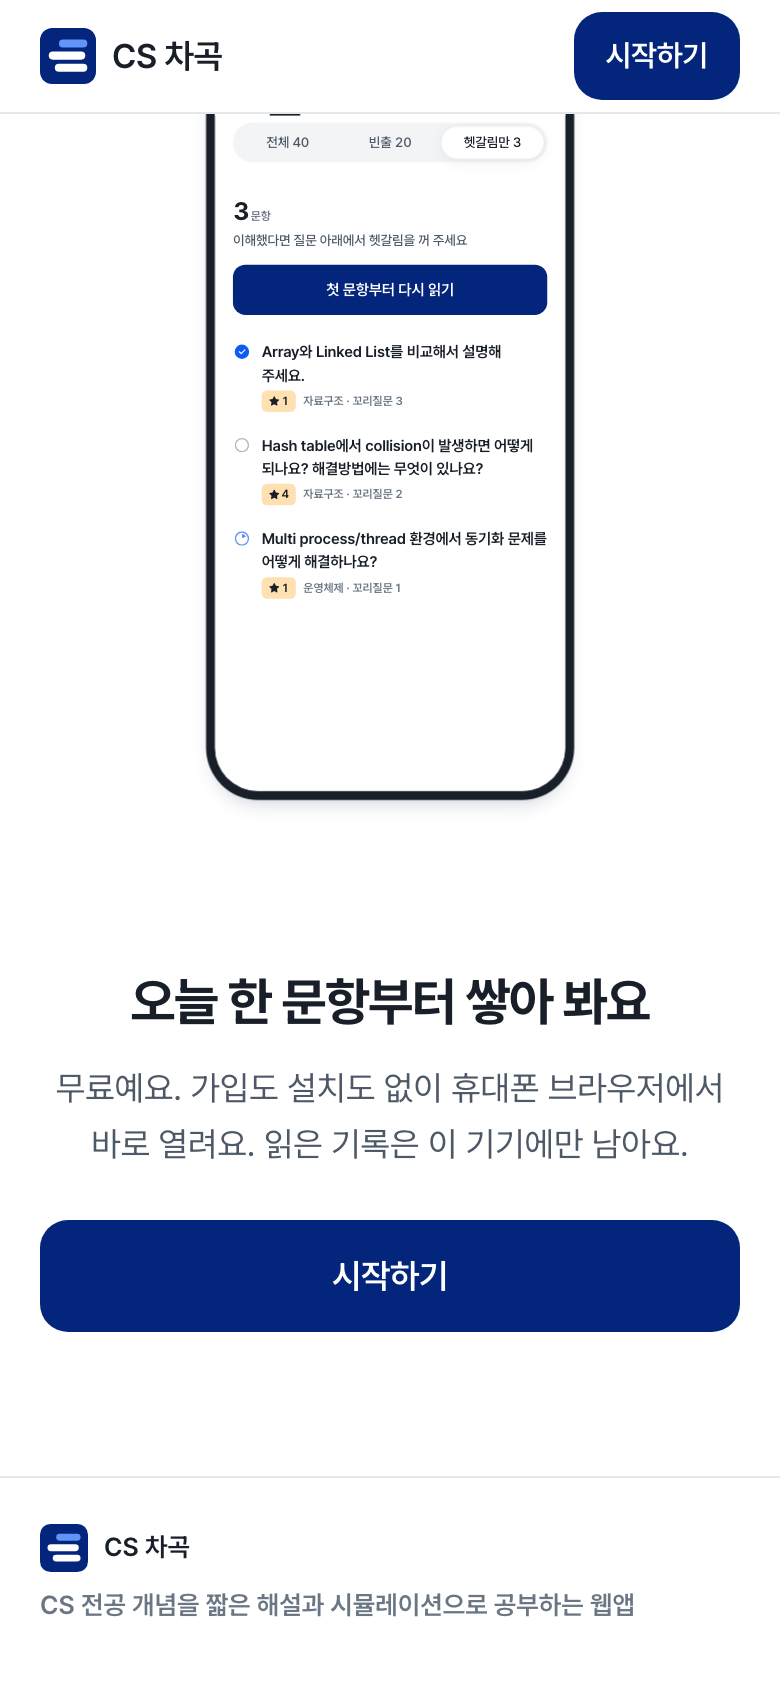 CS 차곡
시작하기
전체 40
빈출 20
헷갈림만 3
3문항
이해했다면 질문 아래에서 헷갈림을 꺼 주세요
첫 문항부터 다시 읽기
Array와 Linked List를 비교해서 설명해
주세요.
★ 1 자료구조 · 꼬리질문 3
Hash table에서 collision이 발생하면 어떻게
되나요? 해결방법에는 무엇이 있나요?
★ 4 자료구조 · 꼬리질문 2
Multi process/thread 환경에서 동기화 문제를
어떻게 해결하나요?
★ 1 운영체제 · 꼬리질문 1
오늘 한 문항부터 쌓아 봐요
무료예요. 가입도 설치도 없이 휴대폰 브라우저에서
바로 열려요. 읽은 기록은 이 기기에만 남아요.
시작하기
CS 차곡
CS 전공 개념을 짧은 해설과 시뮬레이션으로 공부하는 웹앱